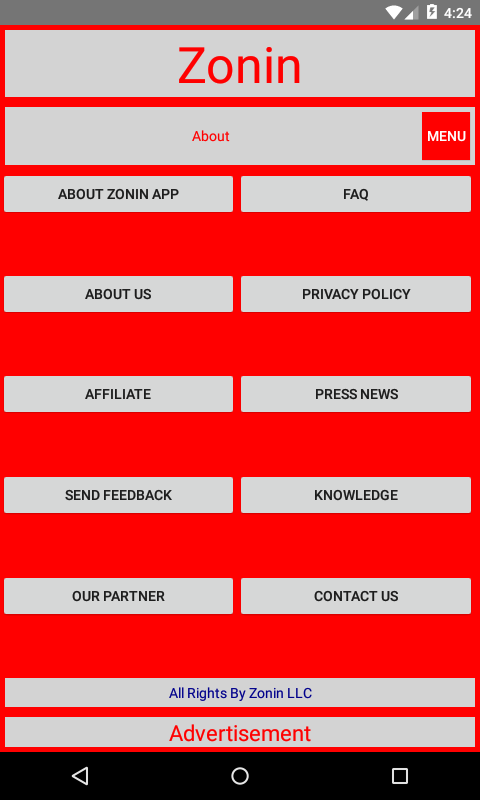 4:24
Zonin
About
MENU
ABOUT ZONIN APP
FAQ
ABOUT US
PRIVACY POLICY
AFFILIATE
PRESS NEWS
SEND FEEDBACK
KNOWLEDGE
OUR PARTNER
CONTACT US
All Rights By Zonin LLC
Advertisement